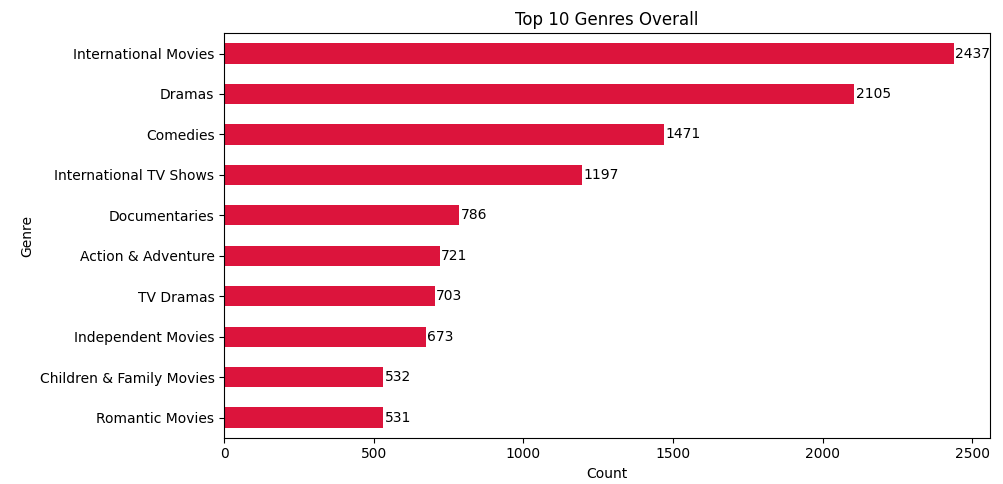 Top 10 Genres Overall
Genre
International Movies 2437
Dramas 2105
Comedies 1471
International TV Shows 1197
Documentaries 786
Action & Adventure 721
TV Dramas 703
Independent Movies 673
Children & Family Movies 532
Romantic Movies 531
0 500 1000 1500 2000 2500
Count